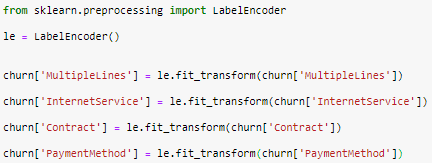 from sklearn.preprocessing import LabelEncoder
le = LabelEncoder()
churn['MultipleLines'] = le.fit_transform(churn['MultipleLines'])
churn['InternetService'] = le.fit_transform(churn['InternetService'])
churn['Contract'] = le.fit_transform(churn['Contract'])
churn['PaymentMethod'] = le.fit_transform(churn['PaymentMethod'])